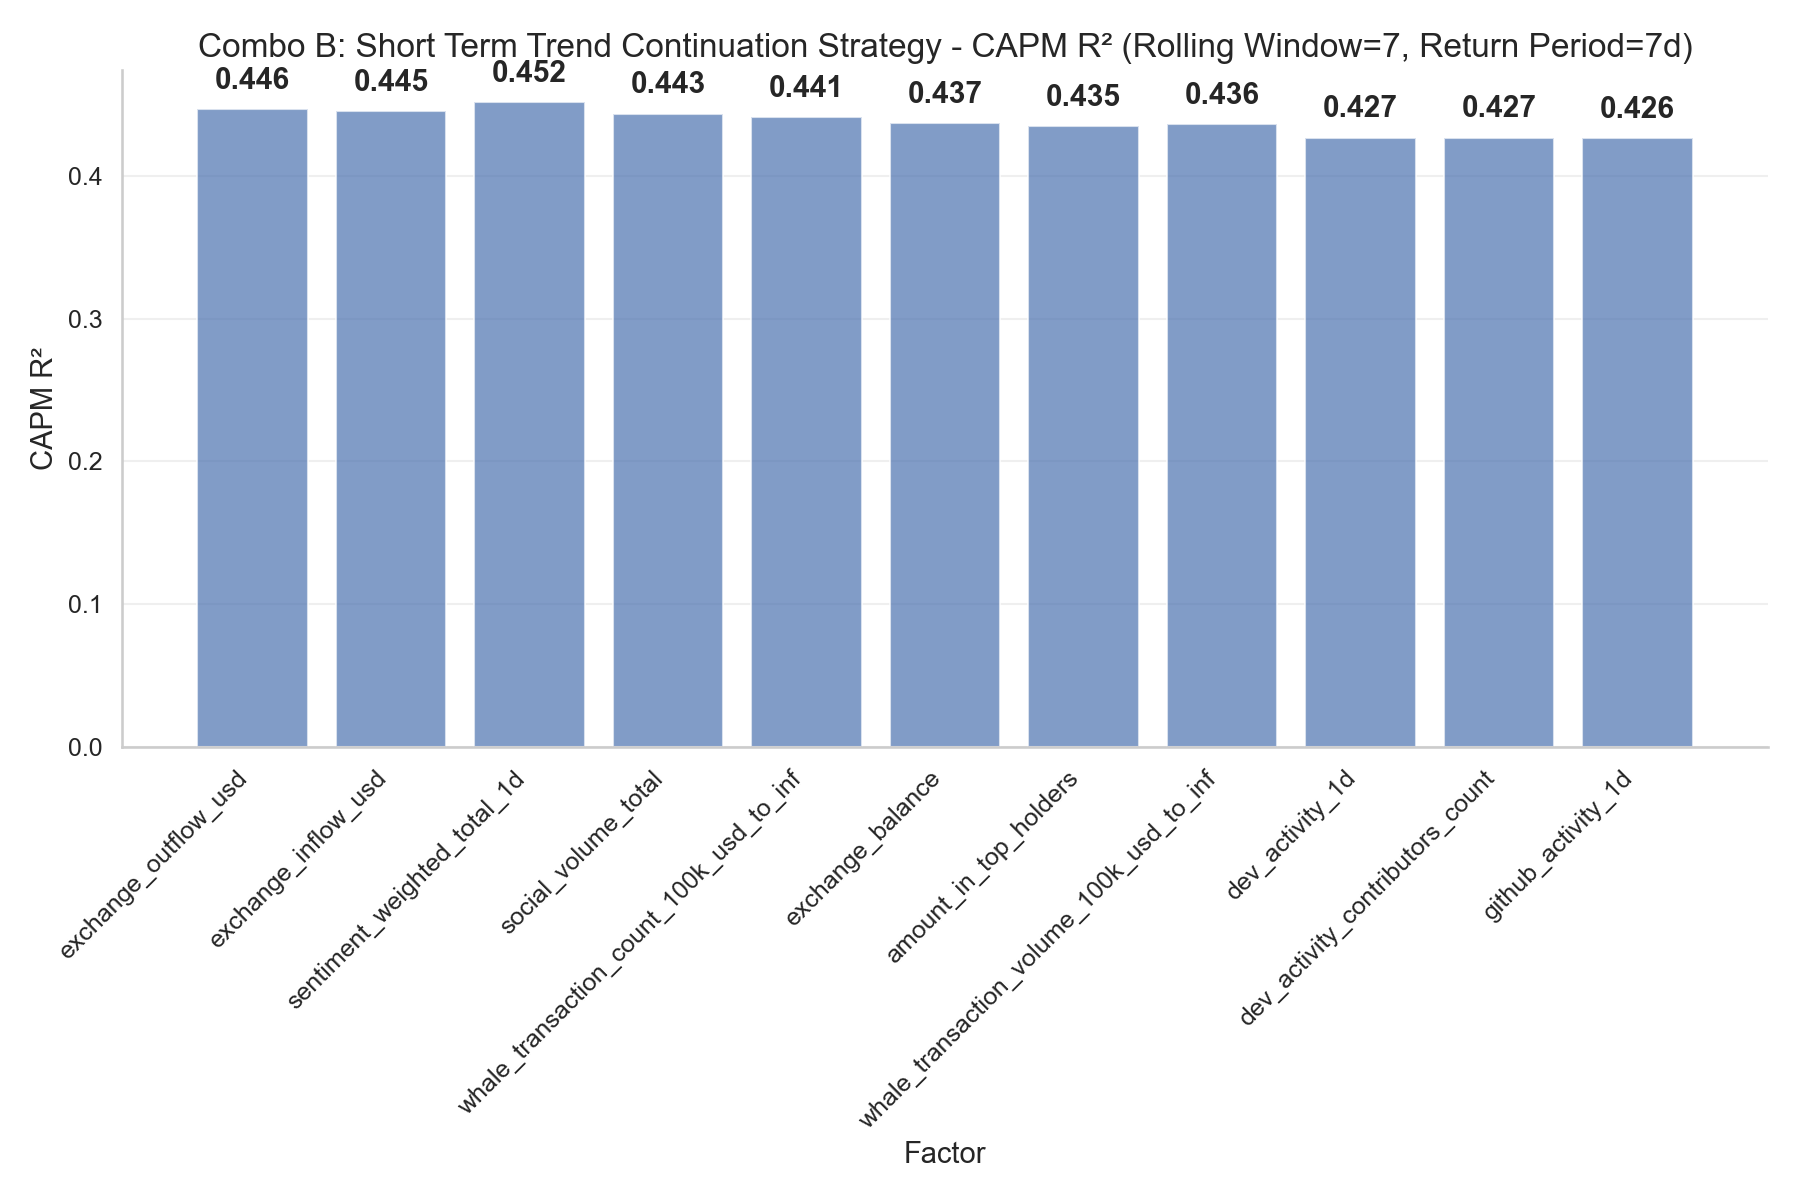 Combo B: Short Term Trend Continuation Strategy - CAPM R² (Rolling Window=7, Return Period=7d)
0.446
0.445
0.452
0.443
0.441
0.437
0.435
0.436
0.427
0.427
0.426
CAPM R²
0.4
0.3
0.2
0.1
0.0
exchange_outflow_usd
exchange_inflow_usd
sentiment_weighted_total_1d
social_volume_total
whale_transaction_count_100k_usd_to_inf
exchange_balance
amount_in_top_holders
whale_transaction_volume_100k_usd_to_inf
dev_activity_1d
dev_activity_contributors_count
github_activity_1d
Factor